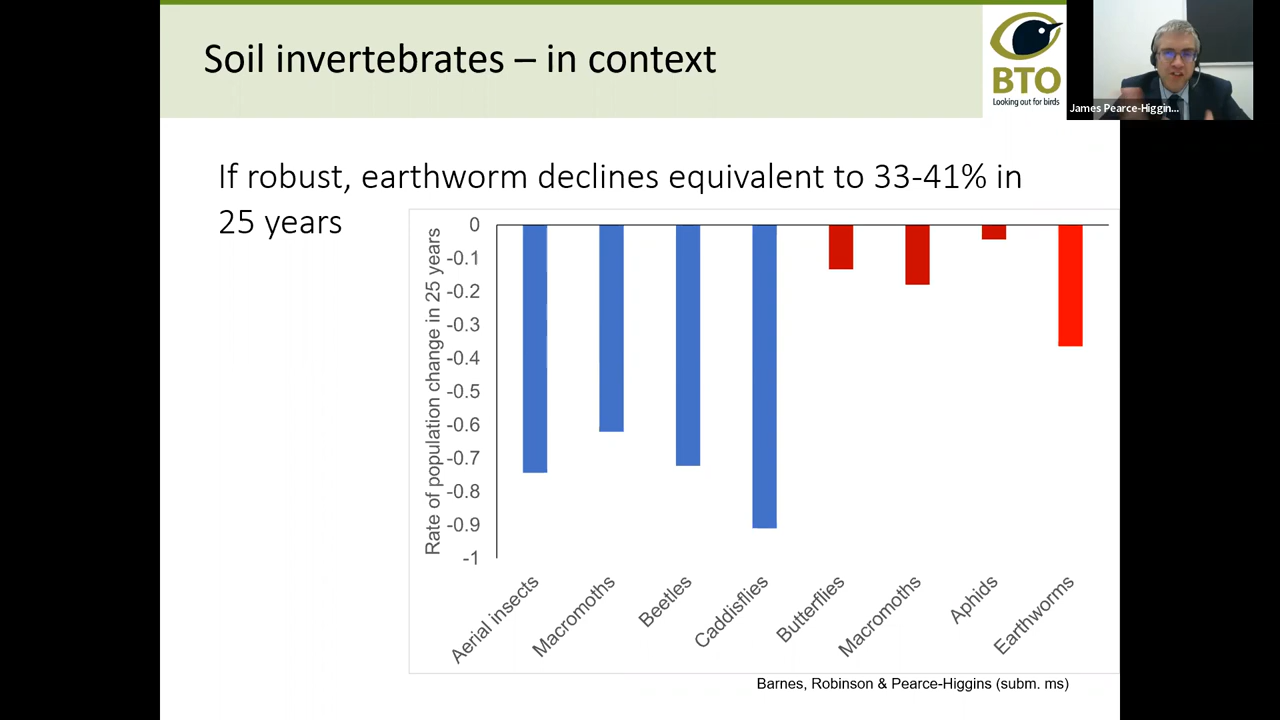 Soil invertebrates – in context
BTO
Looking out for birds
James Pearce-Higgin...
If robust, earthworm declines equivalent to 33-41% in
25 years
Rate of population change in 25 years
0
-0.1
-0.2
-0.3
-0.4
-0.5
-0.6
-0.7
-0.8
-0.9
-1
Aerial insects
Macromoths
Beetles
Caddisflies
Butterflies
Macromoths
Aphids
Earthworms
Barnes, Robinson & Pearce-Higgins (subm. ms)